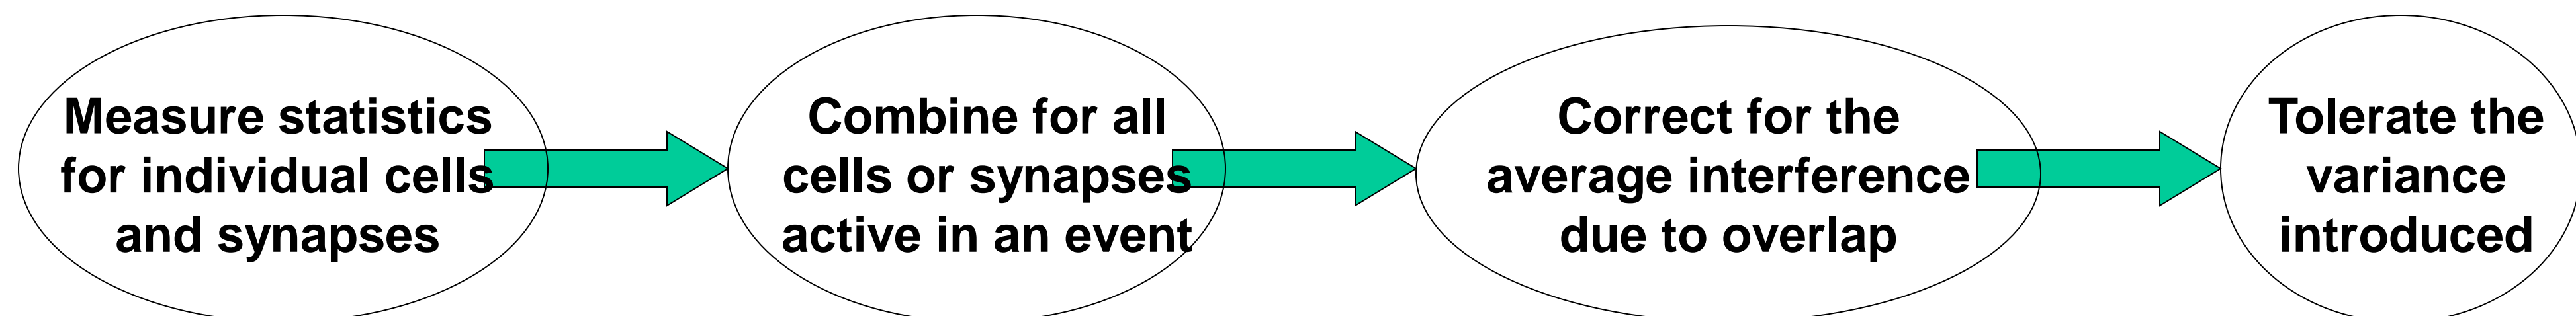 Measure statistics
for individual cells
and synapses
Combine for all
cells or synapses
active in an event
Correct for the
average interference
due to overlap
Tolerate the
variance
introduced